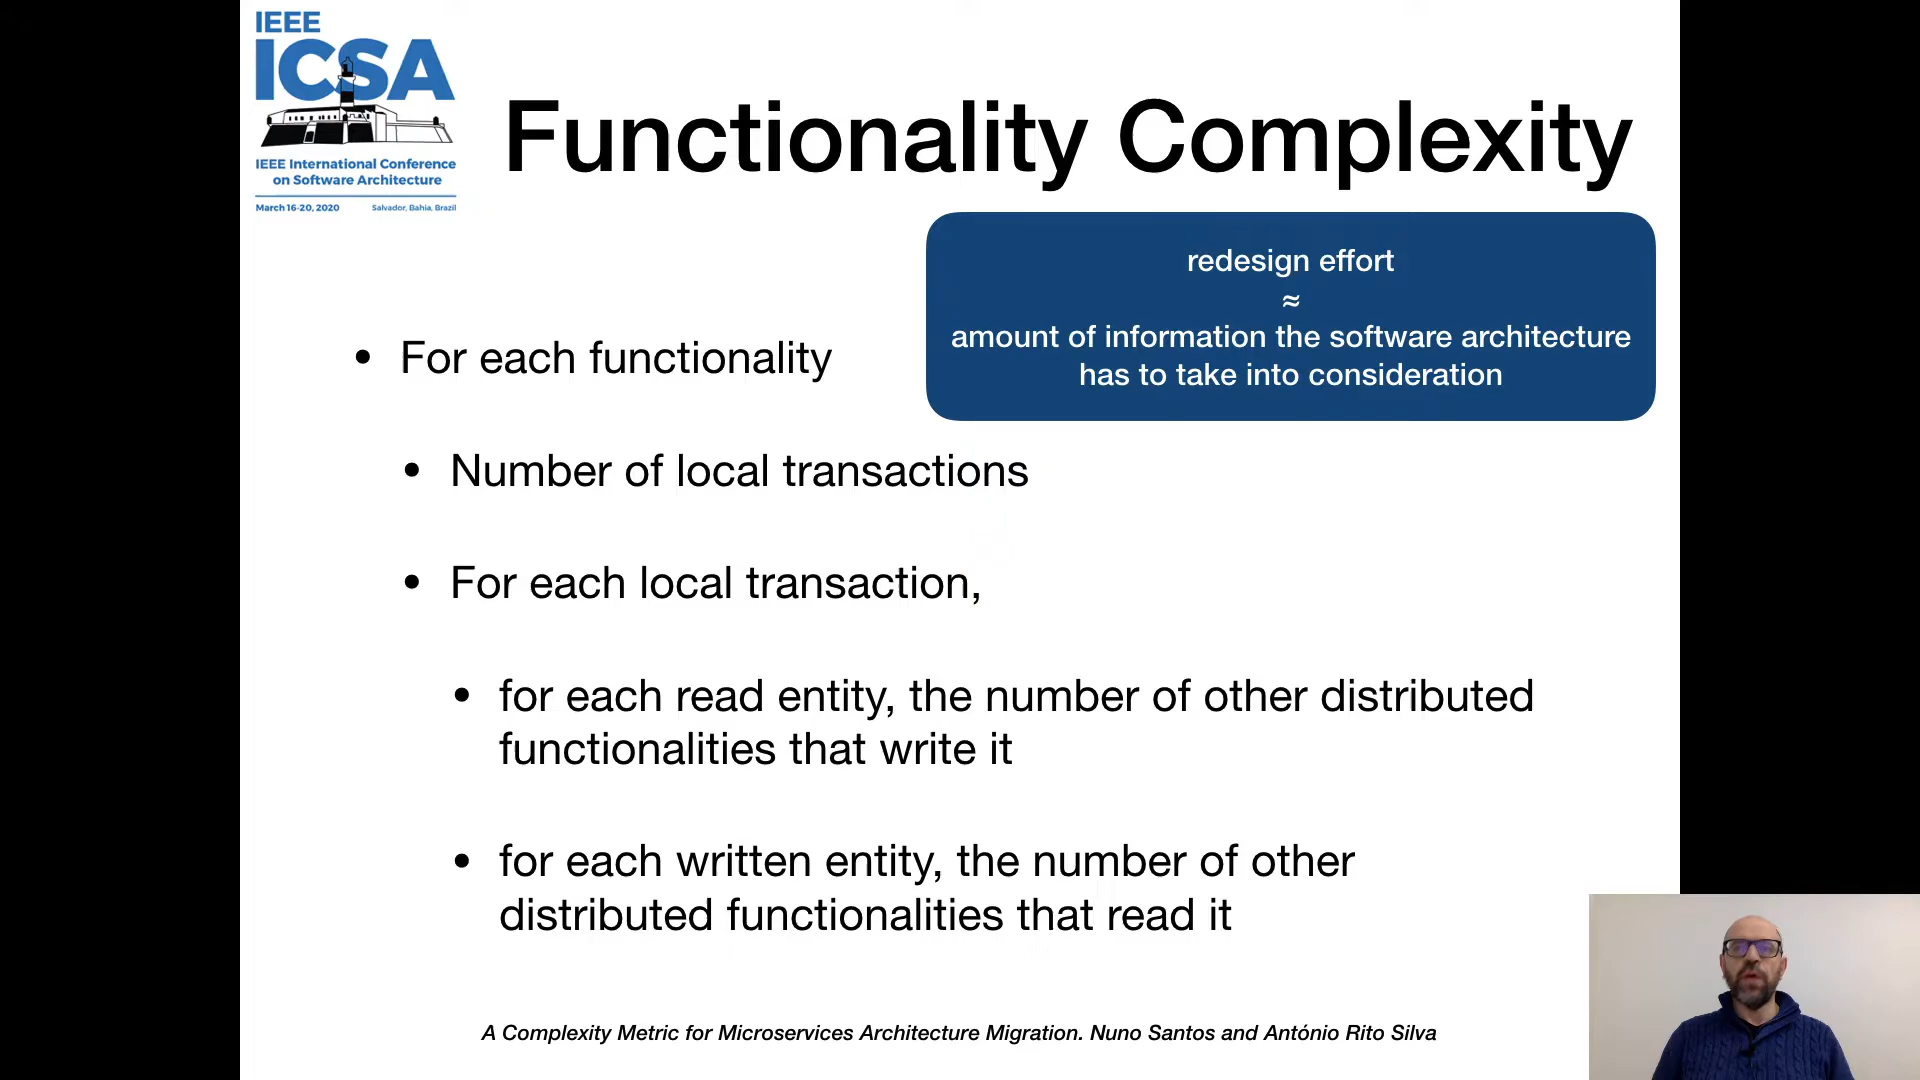 IEEE
ICSA
IEEE International Conference
on Software Architecture
March 16-20, 2020 Salvador, Bahia, Brazil
Functionality Complexity
redesign effort
≈
amount of information the software architecture
has to take into consideration
• For each functionality
• Number of local transactions
• For each local transaction,
• for each read entity, the number of other distributed
functionalities that write it
• for each written entity, the number of other
distributed functionalities that read it
A Complexity Metric for Microservices Architecture Migration. Nuno Santos and António Rito Silva